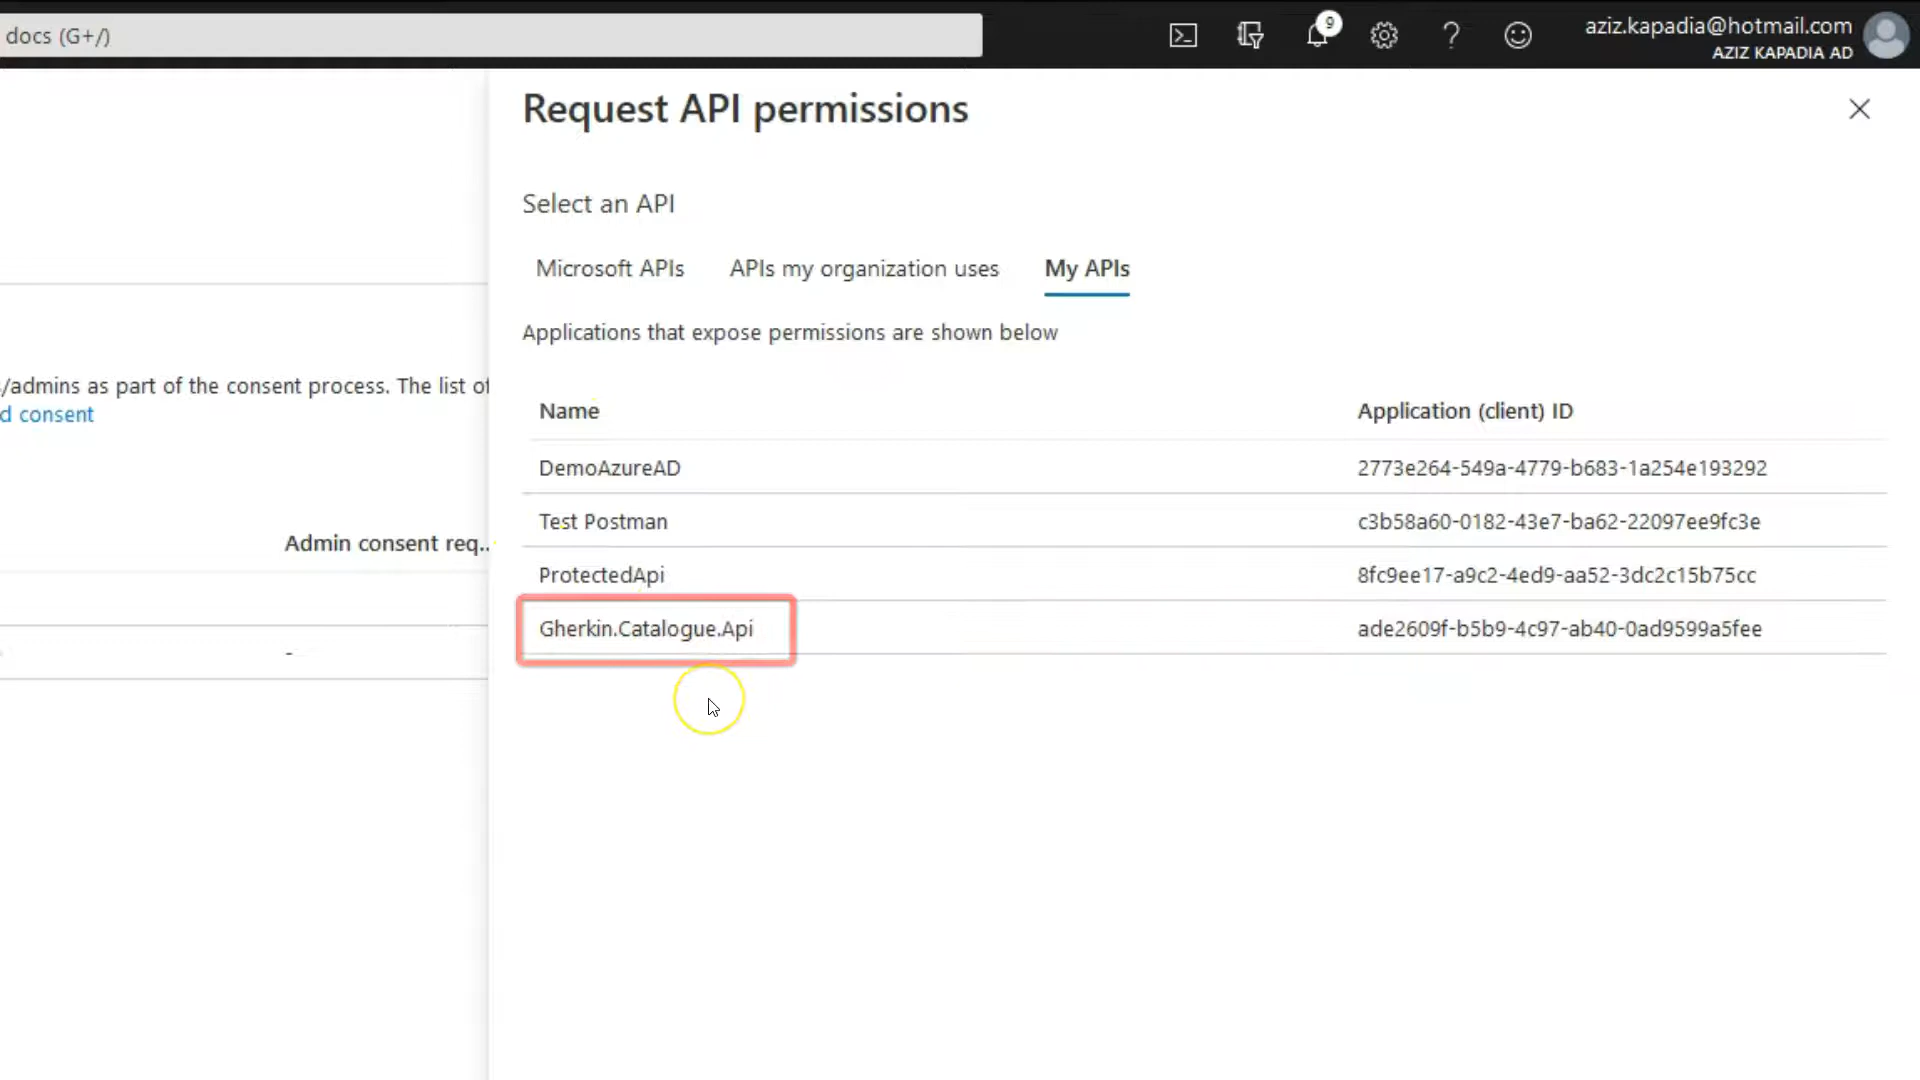 docs (G+/)
9
aziz.kapadia@hotmail.com
AZIZ KAPADIA AD
Request API permissions
Select an API
Microsoft APIs
APIs my organization uses
My APIs
Applications that expose permissions are shown below
/admins as part of the consent process. The list of
d consent
Name
Application (client) ID
DemoAzureAD
2773e264-549a-4779-b683-1a254e193292
Test Postman
c3b58a60-0182-43e7-ba62-22097ee9fc3e
Admin consent req...
ProtectedApi
8fc9ee17-a9c2-4ed9-aa52-3dc2c15b75cc
Gherkin.Catalogue.Api
ade2609f-b5b9-4c97-ab40-0ad9599a5fee
-